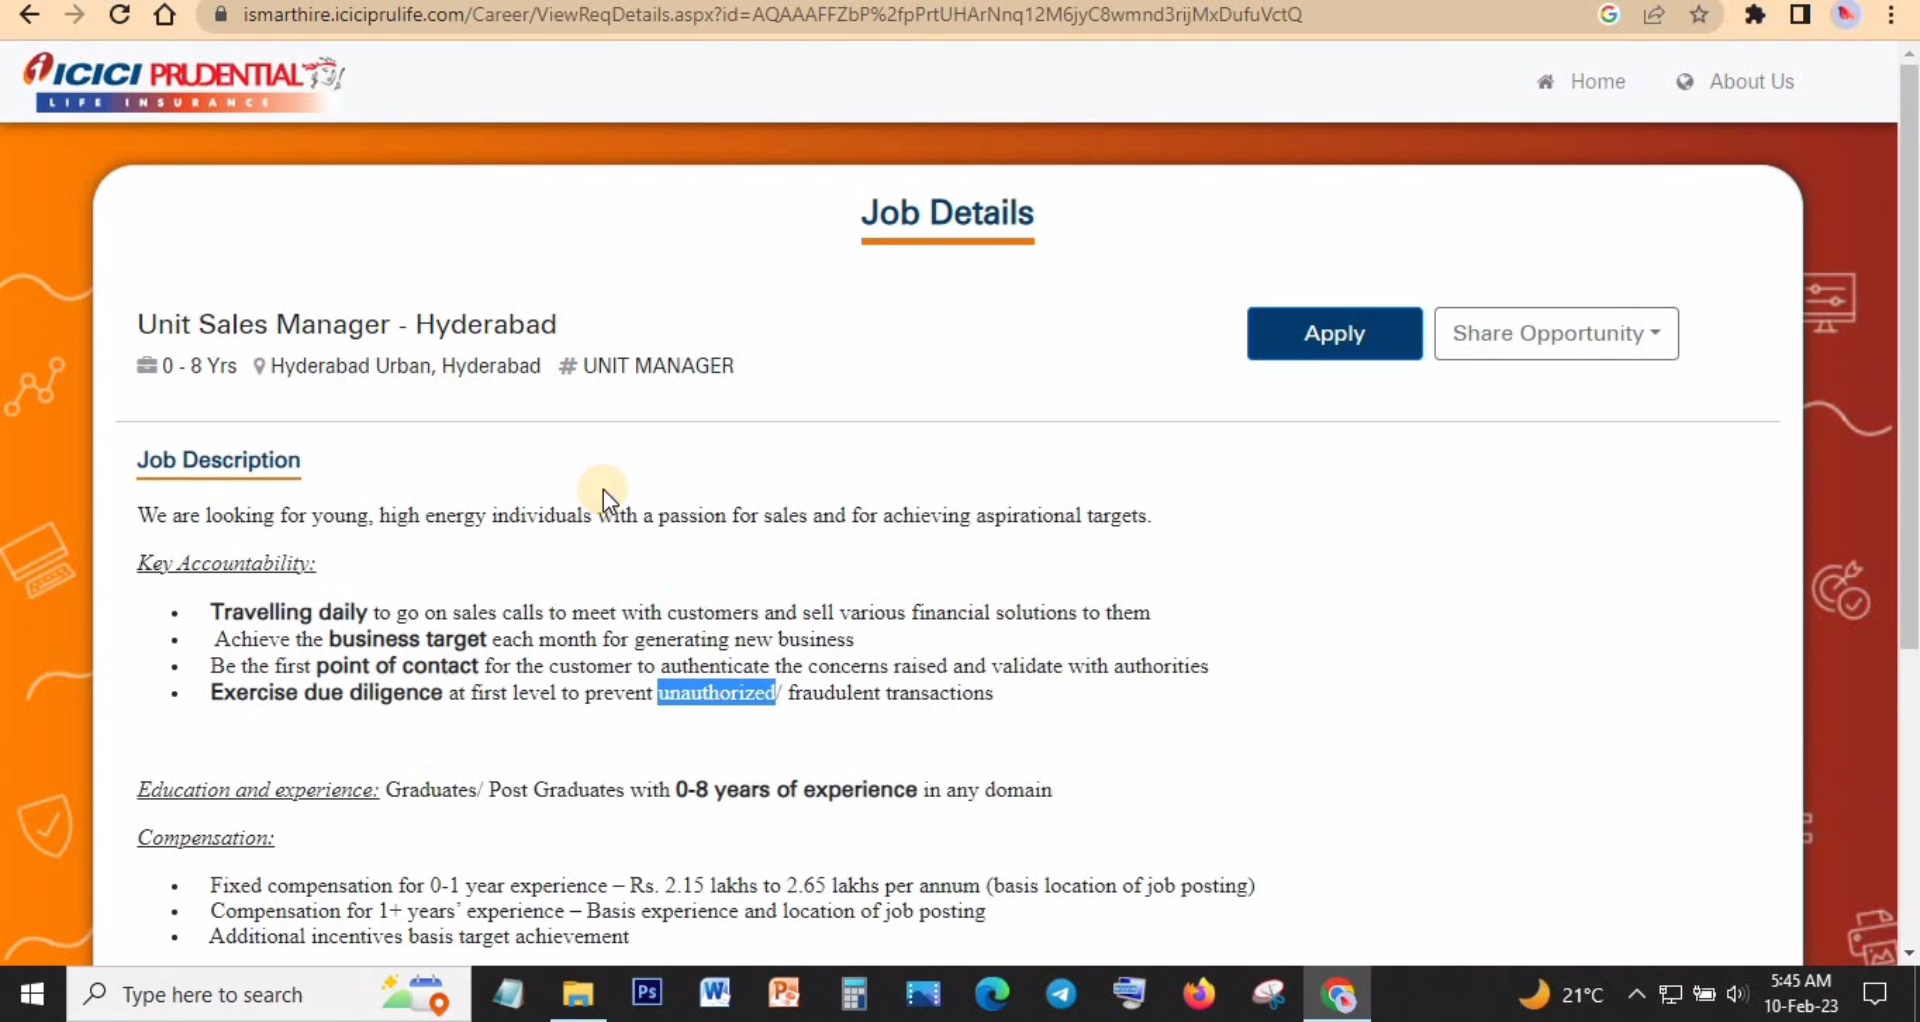 ismarthire.iciciprulife.com/Career/ViewReqDetails.aspx?id=AQAAAFFZbP%2fpPrtUHArNnq12M6jyC8wmnd3rijMxDufuVctQ
ICICI PRUDENTIAL
LIFE INSURANCE
Home
About Us
Job Details
Unit Sales Manager - Hyderabad
0 - 8 Yrs Hyderabad Urban, Hyderabad # UNIT MANAGER
Apply
Share Opportunity
Job Description
We are looking for young, high energy individuals with a passion for sales and for achieving aspirational targets.
Key Accountability:
• Travelling daily to go on sales calls to meet with customers and sell various financial solutions to them
• Achieve the business target each month for generating new business
• Be the first point of contact for the customer to authenticate the concerns raised and validate with authorities
• Exercise due diligence at first level to prevent unauthorized/ fraudulent transactions
Education and experience: Graduates/ Post Graduates with 0-8 years of experience in any domain
Compensation:
• Fixed compensation for 0-1 year experience – Rs. 2.15 lakhs to 2.65 lakhs per annum (basis location of job posting)
• Compensation for 1+ years’ experience – Basis experience and location of job posting
• Additional incentives basis target achievement
Type here to search
Ps
W
P
21°C
5:45 AM
10-Feb-23